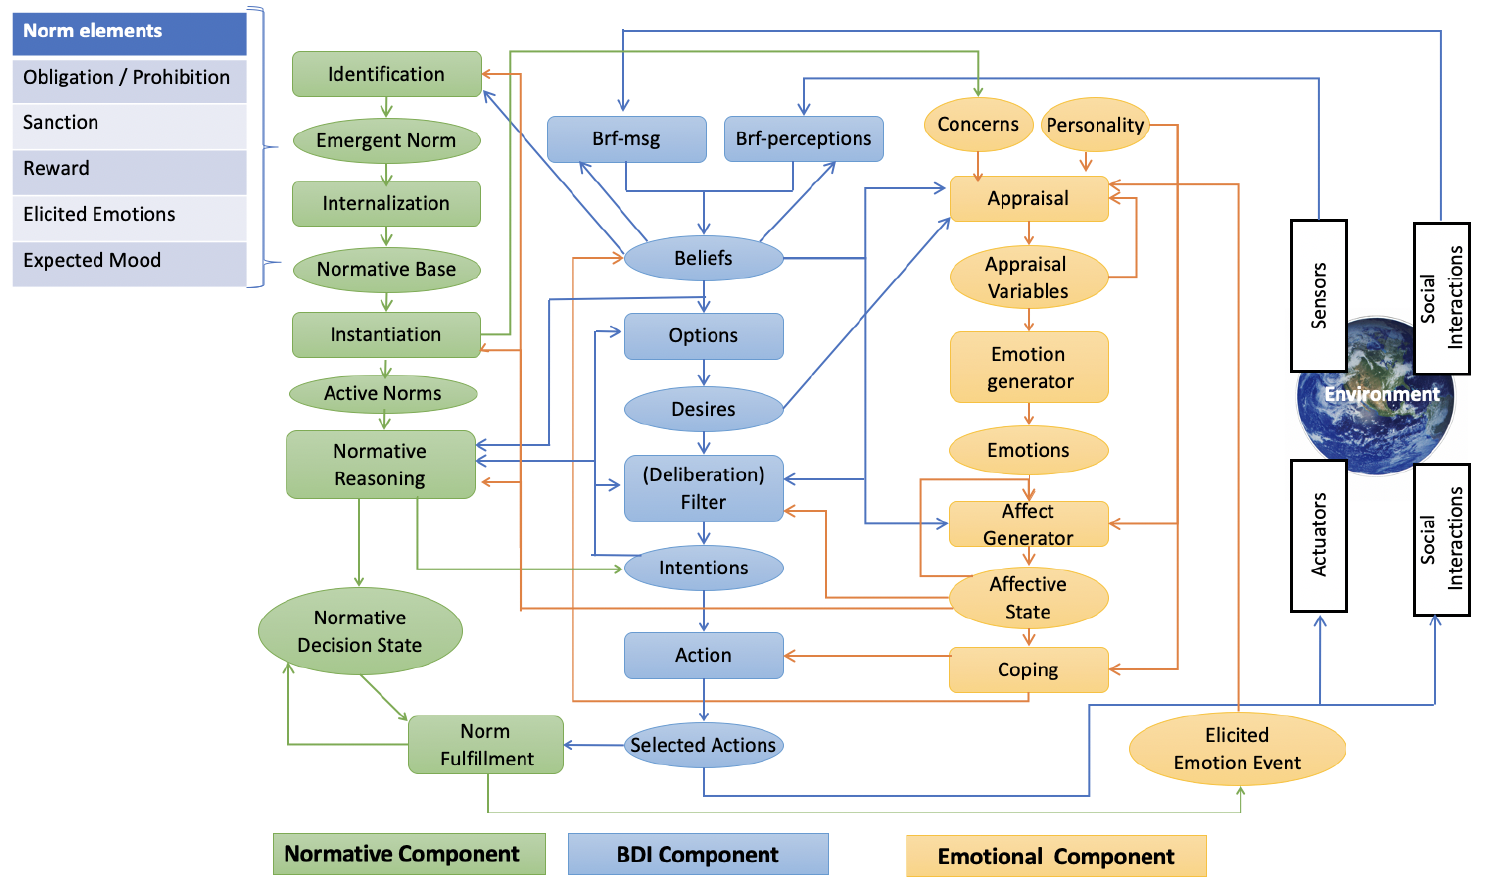 Norm elements
Obligation / Prohibition
Sanction
Reward
Elicited Emotions
Expected Mood
Identification
Emergent Norm
Internalization
Normative Base
Instantiation
Active Norms
Normative
Reasoning
Normative
Decision State
Norm
Fulfillment
Brf-msg
Brf-perceptions
Beliefs
Options
Desires
(Deliberation)
Filter
Intentions
Action
Selected Actions
Concerns
Personality
Appraisal
Appraisal
Variables
Emotion
generator
Emotions
Affect
Generator
Affective
State
Coping
Elicited
Emotion Event
Sensors
Social
Interactions
Environment
Actuators
Social
Interactions
Normative Component
BDI Component
Emotional Component